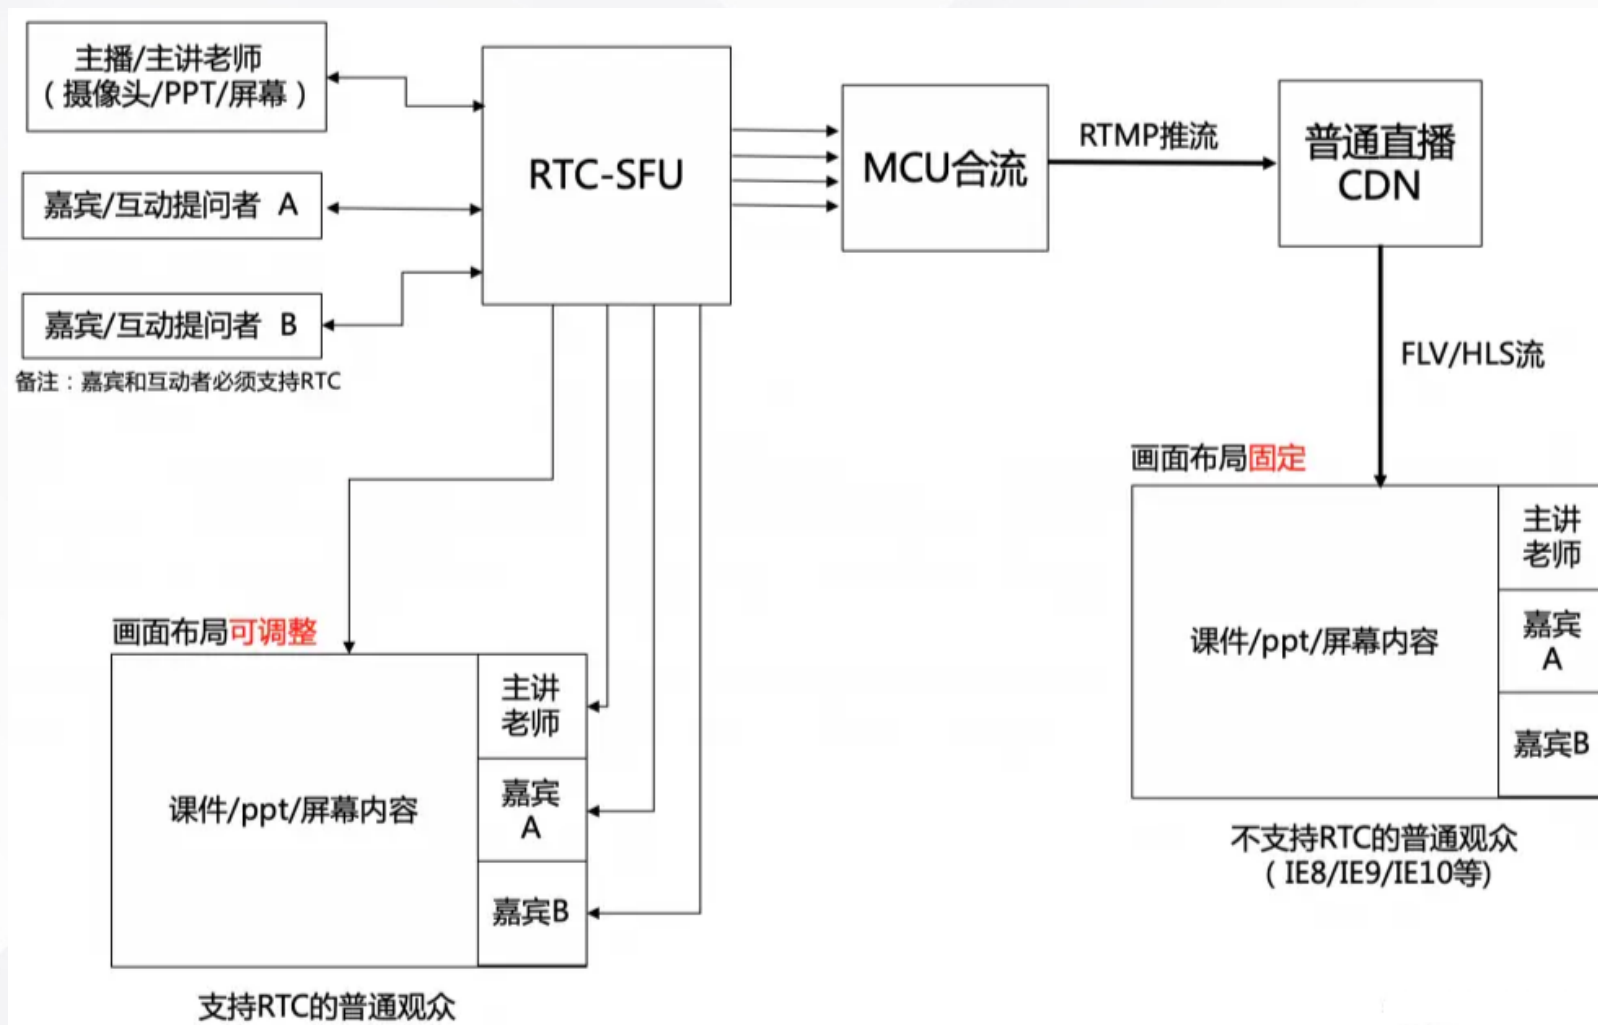 主播/主讲老师
（摄像头/PPT/屏幕）
嘉宾/互动提问者 A
嘉宾/互动提问者 B
备注：嘉宾和互动者必须支持RTC
RTC-SFU
MCU合流
RTMP推流
普通直播
CDN
FLV/HLS流
画面布局固定
课件/ppt/屏幕内容
主讲
老师
嘉宾
A
嘉宾B
不支持RTC的普通观众
（IE8/IE9/IE10等)
画面布局可调整
课件/ppt/屏幕内容
主讲
老师
嘉宾
A
嘉宾B
支持RTC的普通观众